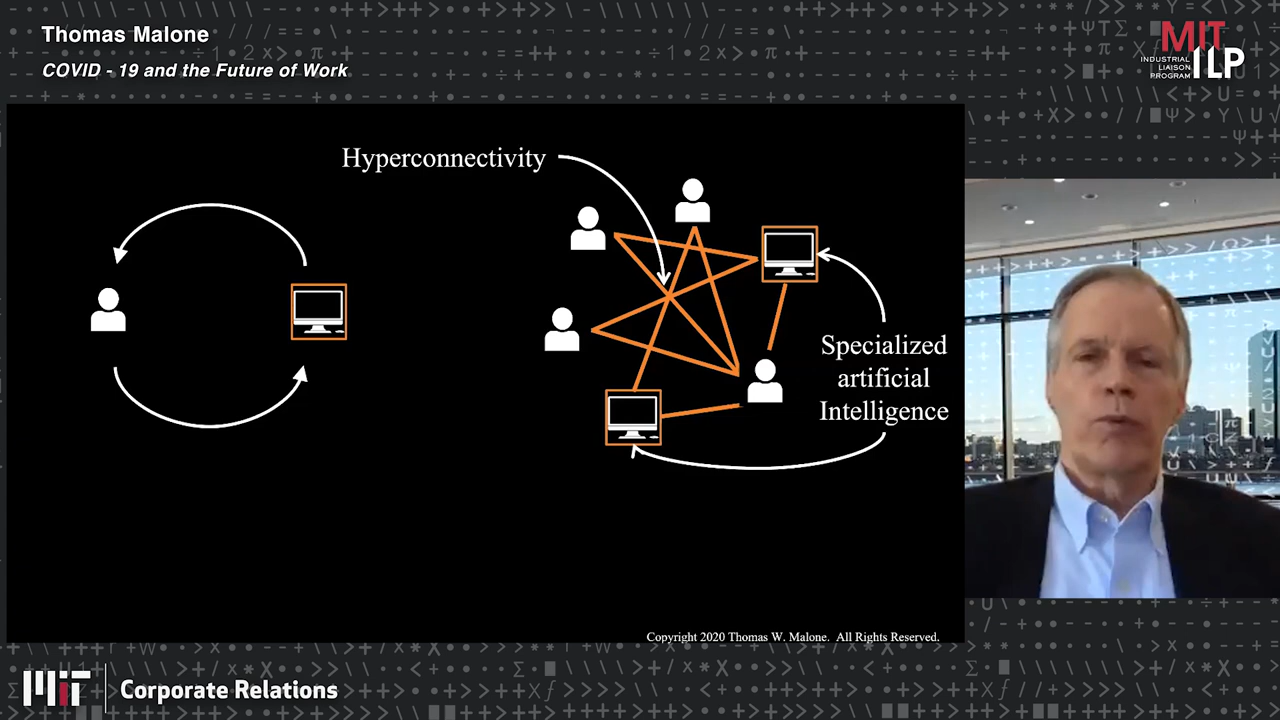 Thomas Malone
COVID - 19 and the Future of Work
MIT
INDUSTRIAL
LIAISON
PROGRAM
ILP
Hyperconnectivity
Specialized
artificial
Intelligence
Copyright 2020 Thomas W. Malone. All Rights Reserved.
MIT
Corporate Relations